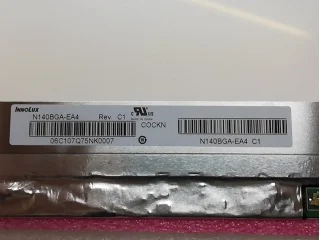 INNOLUX
N140BGA-EA4 Rev. C1
COCKN
06C107Q75NK0007
N140BGA-EA4 C1